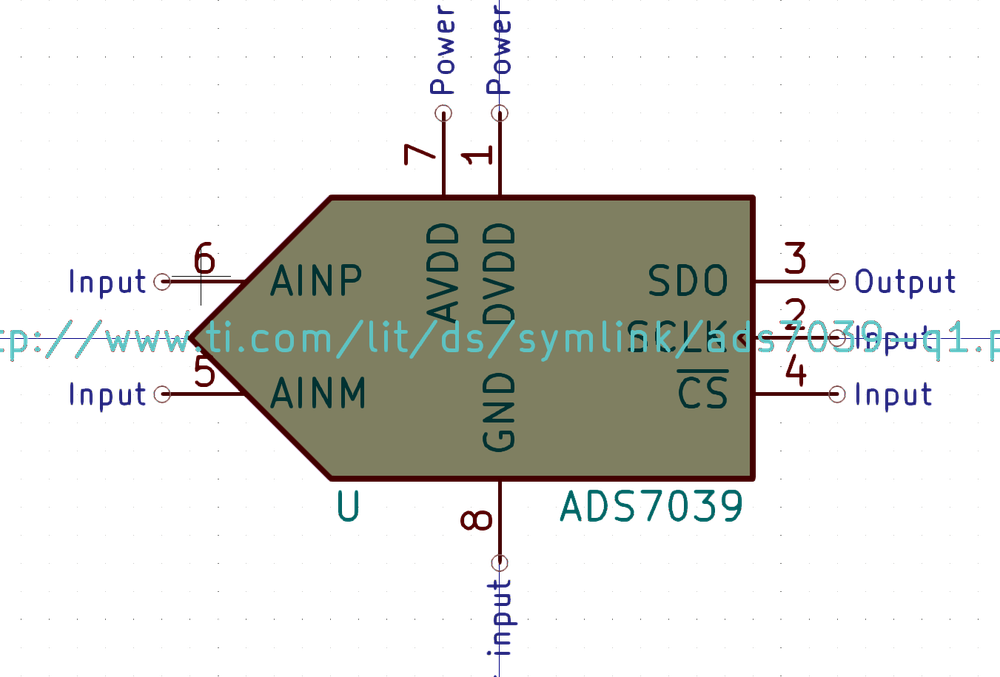 Power Power
7 1
6 3
Input AINP AVDD DVDD SDO Output
2
tp://www.ti.com/lit/ds/symlink/ads7039-q1.p
SCLK Input
5 4
Input AINM GND CS Input
U ADS7039
8
input